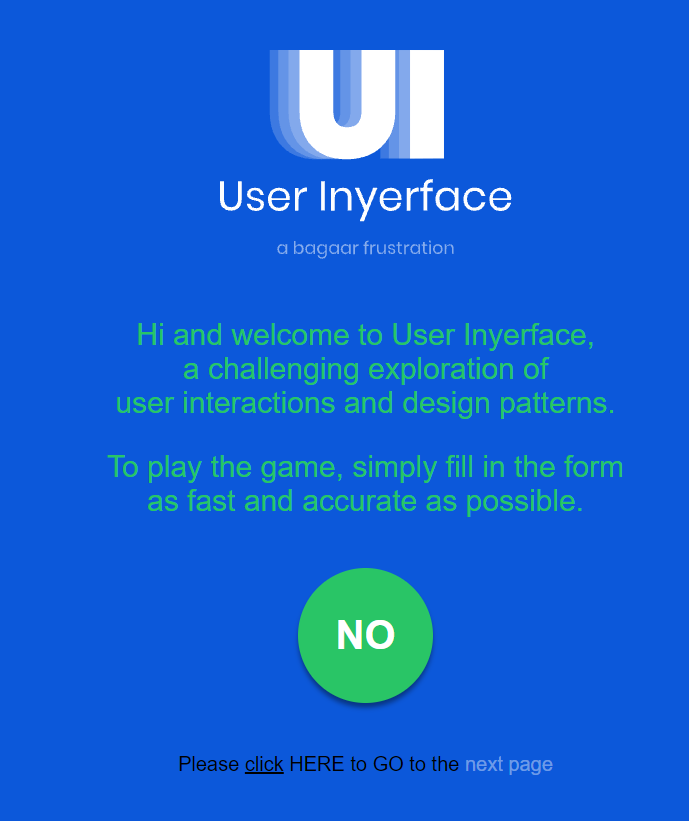 UI
User Inyerface
a bagaar frustration
Hi and welcome to User Inyerface,
a challenging exploration of
user interactions and design patterns.
To play the game, simply fill in the form
as fast and accurate as possible.
NO
Please click HERE to GO to the next page